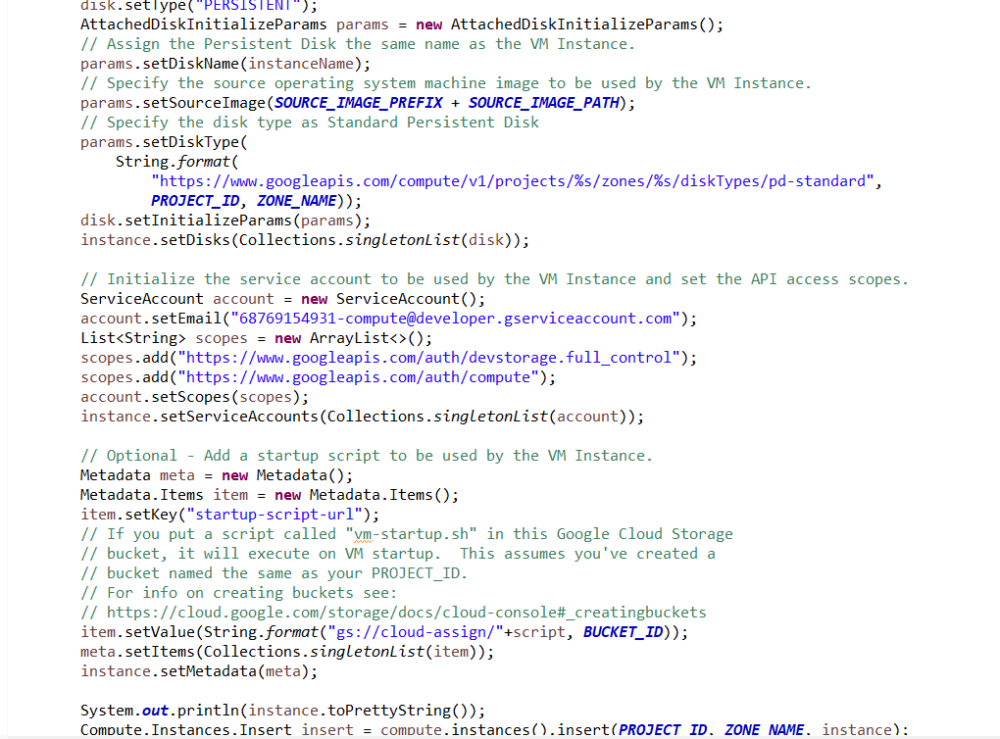 disk.setType("PERSISTENT");
AttachedDiskInitializeParams params = new AttachedDiskInitializeParams();
// Assign the Persistent Disk the same name as the VM Instance.
params.setDiskName(instanceName);
// Specify the source operating system machine image to be used by the VM Instance.
params.setSourceImage(SOURCE_IMAGE_PREFIX + SOURCE_IMAGE_PATH);
// Specify the disk type as Standard Persistent Disk
params.setDiskType(
    String.format(
        "https://www.googleapis.com/compute/v1/projects/%s/zones/%s/diskTypes/pd-standard",
        PROJECT_ID, ZONE_NAME));
disk.setInitializeParams(params);
instance.setDisks(Collections.singletonList(disk));

// Initialize the service account to be used by the VM Instance and set the API access scopes.
ServiceAccount account = new ServiceAccount();
account.setEmail("68769154931-compute@developer.gserviceaccount.com");
List<String> scopes = new ArrayList<>();
scopes.add("https://www.googleapis.com/auth/devstorage.full_control");
scopes.add("https://www.googleapis.com/auth/compute");
account.setScopes(scopes);
instance.setServiceAccounts(Collections.singletonList(account));

// Optional - Add a startup script to be used by the VM Instance.
Metadata meta = new Metadata();
Metadata.Items item = new Metadata.Items();
item.setKey("startup-script-url");
// If you put a script called "vm-startup.sh" in this Google Cloud Storage
// bucket, it will execute on VM startup.  This assumes you've created a
// bucket named the same as your PROJECT_ID.
// For info on creating buckets see:
// https://cloud.google.com/storage/docs/cloud-console#_creatingbuckets
item.setValue(String.format("gs://cloud-assign/"+script, BUCKET_ID));
meta.setItems(Collections.singletonList(item));
instance.setMetadata(meta);

System.out.println(instance.toPrettyString());
Compute.Instances.Insert insert = compute.instances().insert(PROJECT_ID, ZONE_NAME, instance);